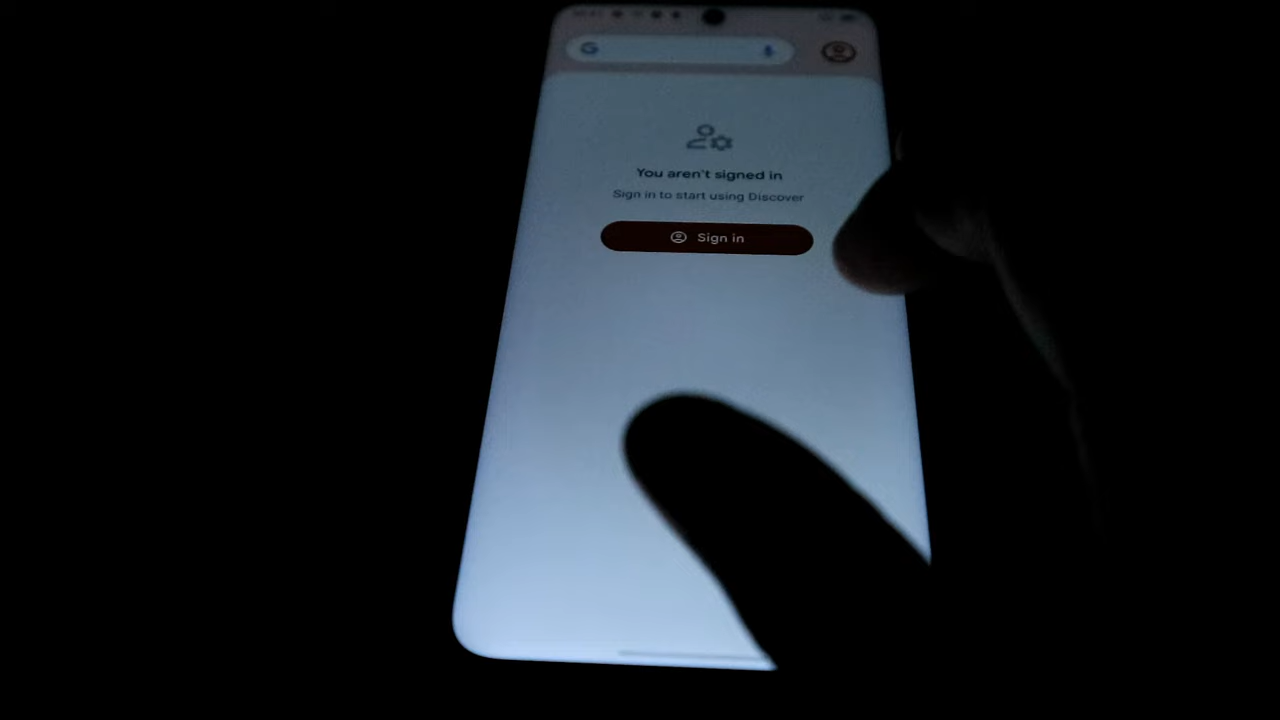 G
You aren't signed in
Sign in to start using Discover
Sign in